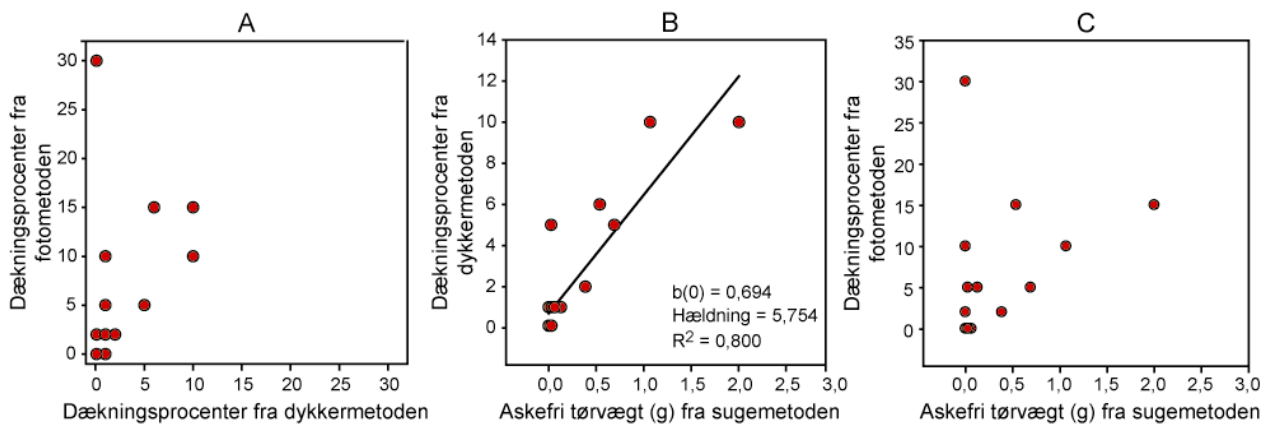 A
Dækningsprocenter fra
fotometoden
30
25
20
15
10
5
0
0 5 10 15 20 25 30
Dækningsprocenter fra dykkermetoden
B
Dækningsprocenter fra
dykkermetoden
14
12
10
8
6
4
2
0
b(0) = 0,694
Hældning = 5,754
R² = 0,800
0,0 0,5 1,0 1,5 2,0 3,0
Askefri tørvægt (g) fra sugemetoden
C
Dækningsprocenter fra
fotometoden
35
30
25
20
15
10
5
0
0,0 0,5 1,0 1,5 2,0 2,5 3,0
Askefri tørvægt (g) fra sugemetoden